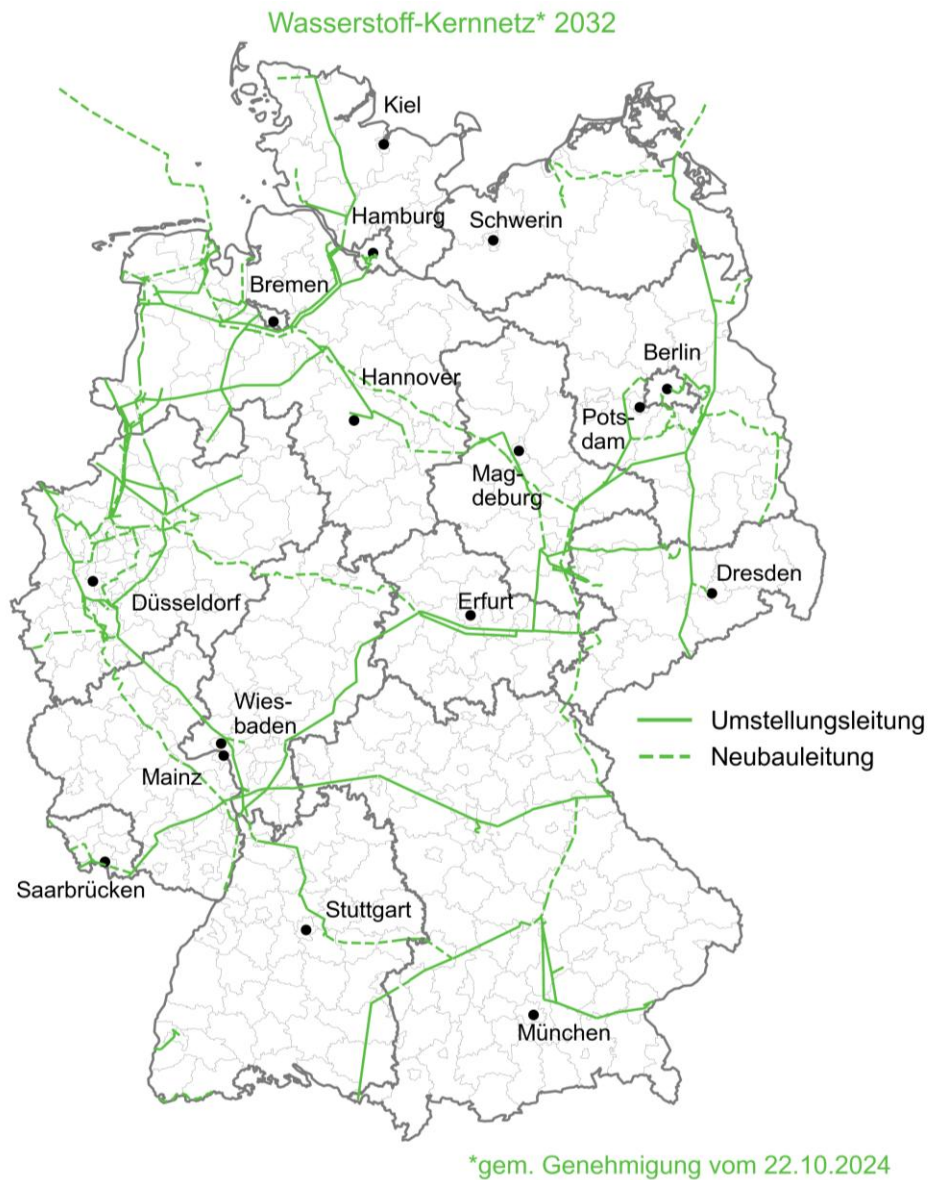 Wasserstoff-Kernnetz* 2032
Kiel
Hamburg
Schwerin
Bremen
Berlin
Hannover
Pots-
dam
Mag-
deburg
Düsseldorf
Erfurt
Dresden
Wies-
baden
Umstellungsleitung
Neubauleitung
Mainz
Saarbrücken
Stuttgart
München
*gem. Genehmigung vom 22.10.2024